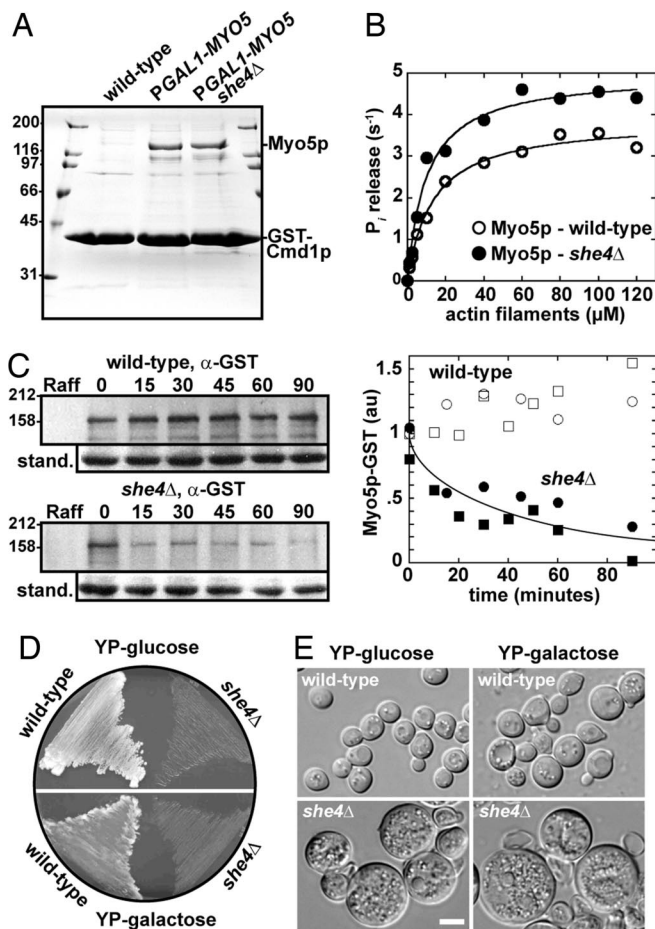 A
wild-type
PGAL1-MYO5
PGAL1-MYO5
she4Δ
200
116
97
66
45
31
Myo5p
GST-
Cmd1p
B
5
4
3
2
1
0
Pi release (s-1)
Myo5p - wild-type
Myo5p - she4Δ
0 20 40 60 80 100 120
actin filaments (μM)
C
wild-type, α-GST
Raff 0 15 30 45 60 90
212
158
stand.
she4Δ, α-GST
Raff 0 15 30 45 60 90
212
158
stand.
1.5
1
.5
0
Myo5p-GST (au)
wild-type
she4Δ
0 20 40 60 80
time (minutes)
D
YP-glucose
wild-type
she4Δ
wild-type
she4Δ
YP-galactose
E
YP-glucose YP-galactose
wild-type wild-type
she4Δ she4Δ